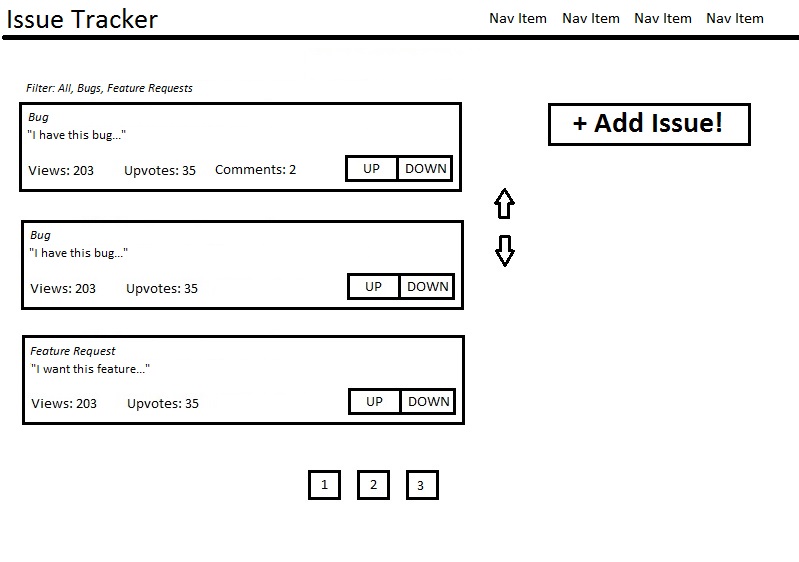 Issue Tracker
Nav Item Nav Item Nav Item Nav Item
Filter: All, Bugs, Feature Requests
+ Add Issue!
Bug
"I have this bug..."
Views: 203 Upvotes: 35 Comments: 2 UP DOWN
Bug
"I have this bug..."
Views: 203 Upvotes: 35 UP DOWN
Feature Request
"I want this feature..."
Views: 203 Upvotes: 35 UP DOWN
1 2 3